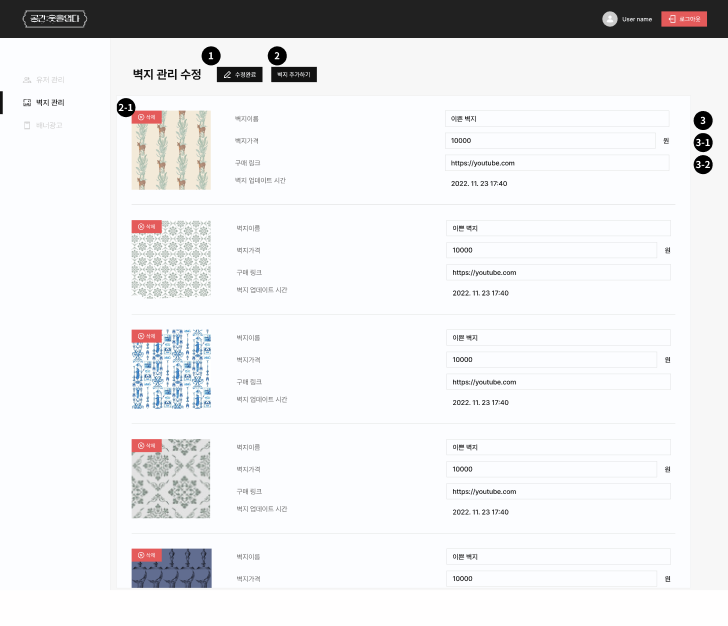 공간:웃음댑다
User name
로그아웃
유저 관리
벽지 관리
배너광고
1
2
벽지 관리 수정
수정완료
벽지 추가하기
2-1
삭제
벽지이름
이쁜 벽지
3
벽지가격
10000
원
3-1
구매 링크
https://youtube.com
3-2
벽지 업데이트 시간
2022. 11. 23 17:40
삭제
벽지이름
이쁜 벽지
벽지가격
10000
원
구매 링크
https://youtube.com
벽지 업데이트 시간
2022. 11. 23 17:40
삭제
벽지이름
이쁜 벽지
벽지가격
10000
원
구매 링크
https://youtube.com
벽지 업데이트 시간
2022. 11. 23 17:40
삭제
벽지이름
이쁜 벽지
벽지가격
10000
원
구매 링크
https://youtube.com
벽지 업데이트 시간
2022. 11. 23 17:40
삭제
벽지이름
이쁜 벽지
벽지가격
10000
원